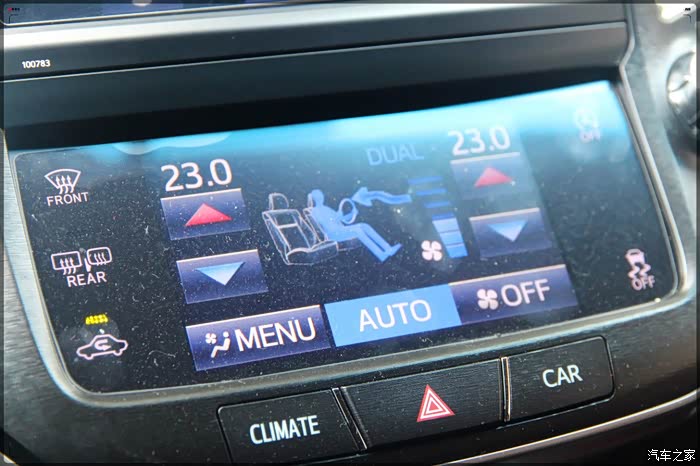 100783
23.0
DUAL
23.0
OFF
FRONT
REAR
OFF
MENU
AUTO
OFF
CLIMATE
CAR
汽车之家